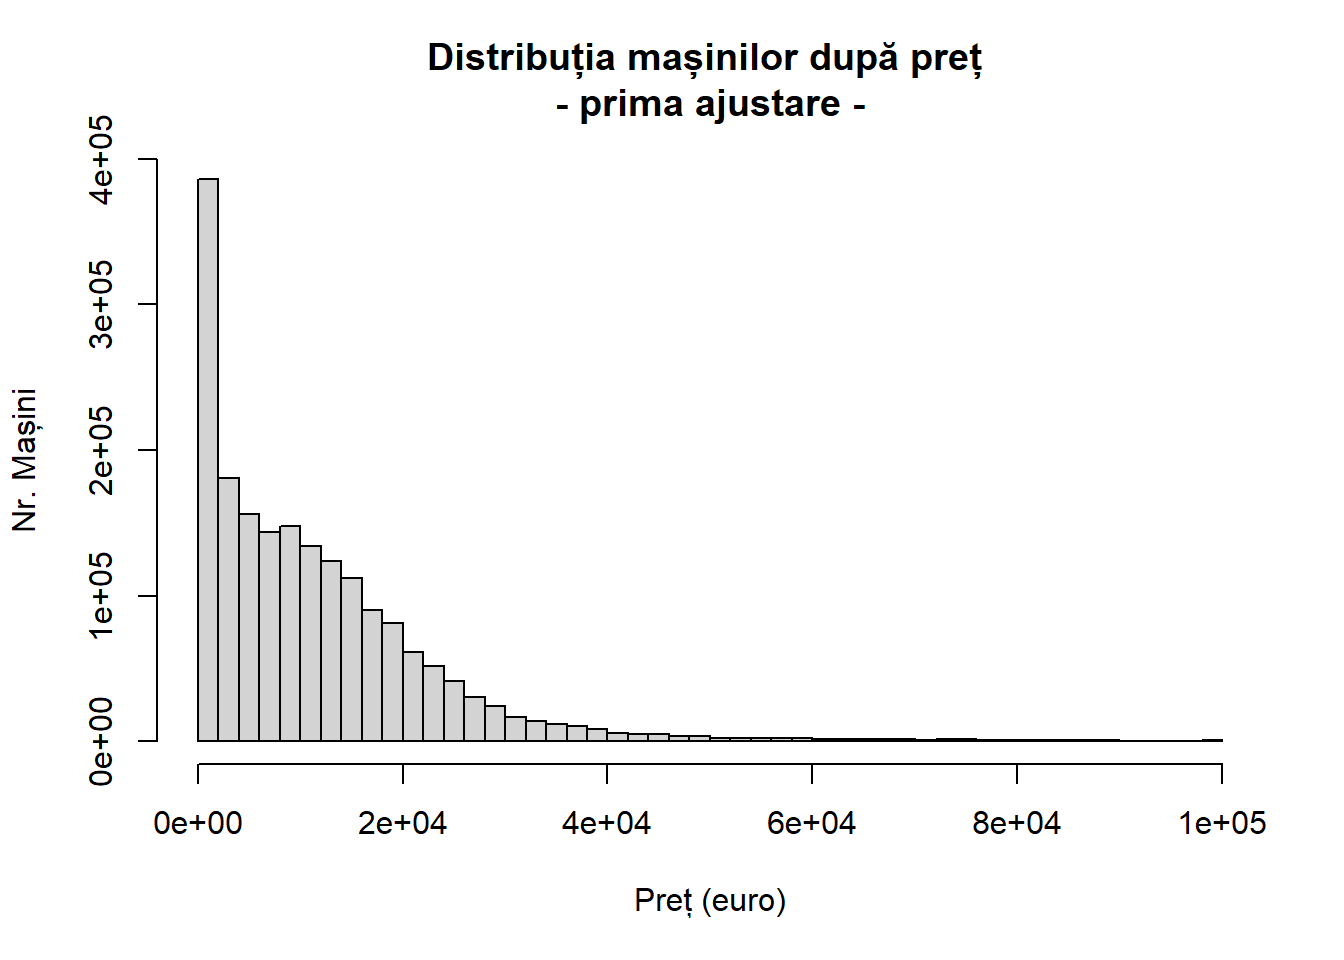 Distribuția mașinilor după preț
- prima ajustare -
4e+05
3e+05
2e+05
1e+05
0e+00
Nr. Mașini
0e+00 2e+04 4e+04 6e+04 8e+04 1e+05
Preț (euro)